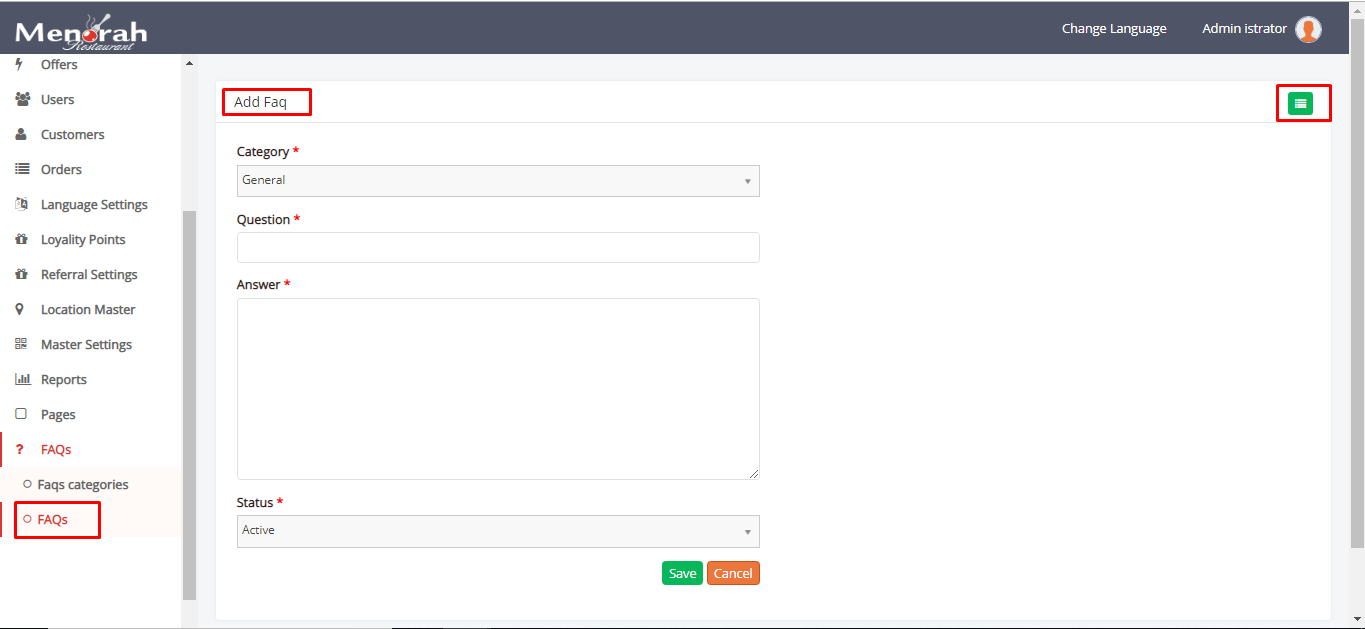 Menorah
Restaurant
Change Language
Admin istrator
Offers
Users
Customers
Orders
Language Settings
Loyality Points
Referral Settings
Location Master
Master Settings
Reports
Pages
FAQs
Faqs categories
FAQs
Add Faq
Category *
General
Question *
Answer *
Status *
Active
Save
Cancel